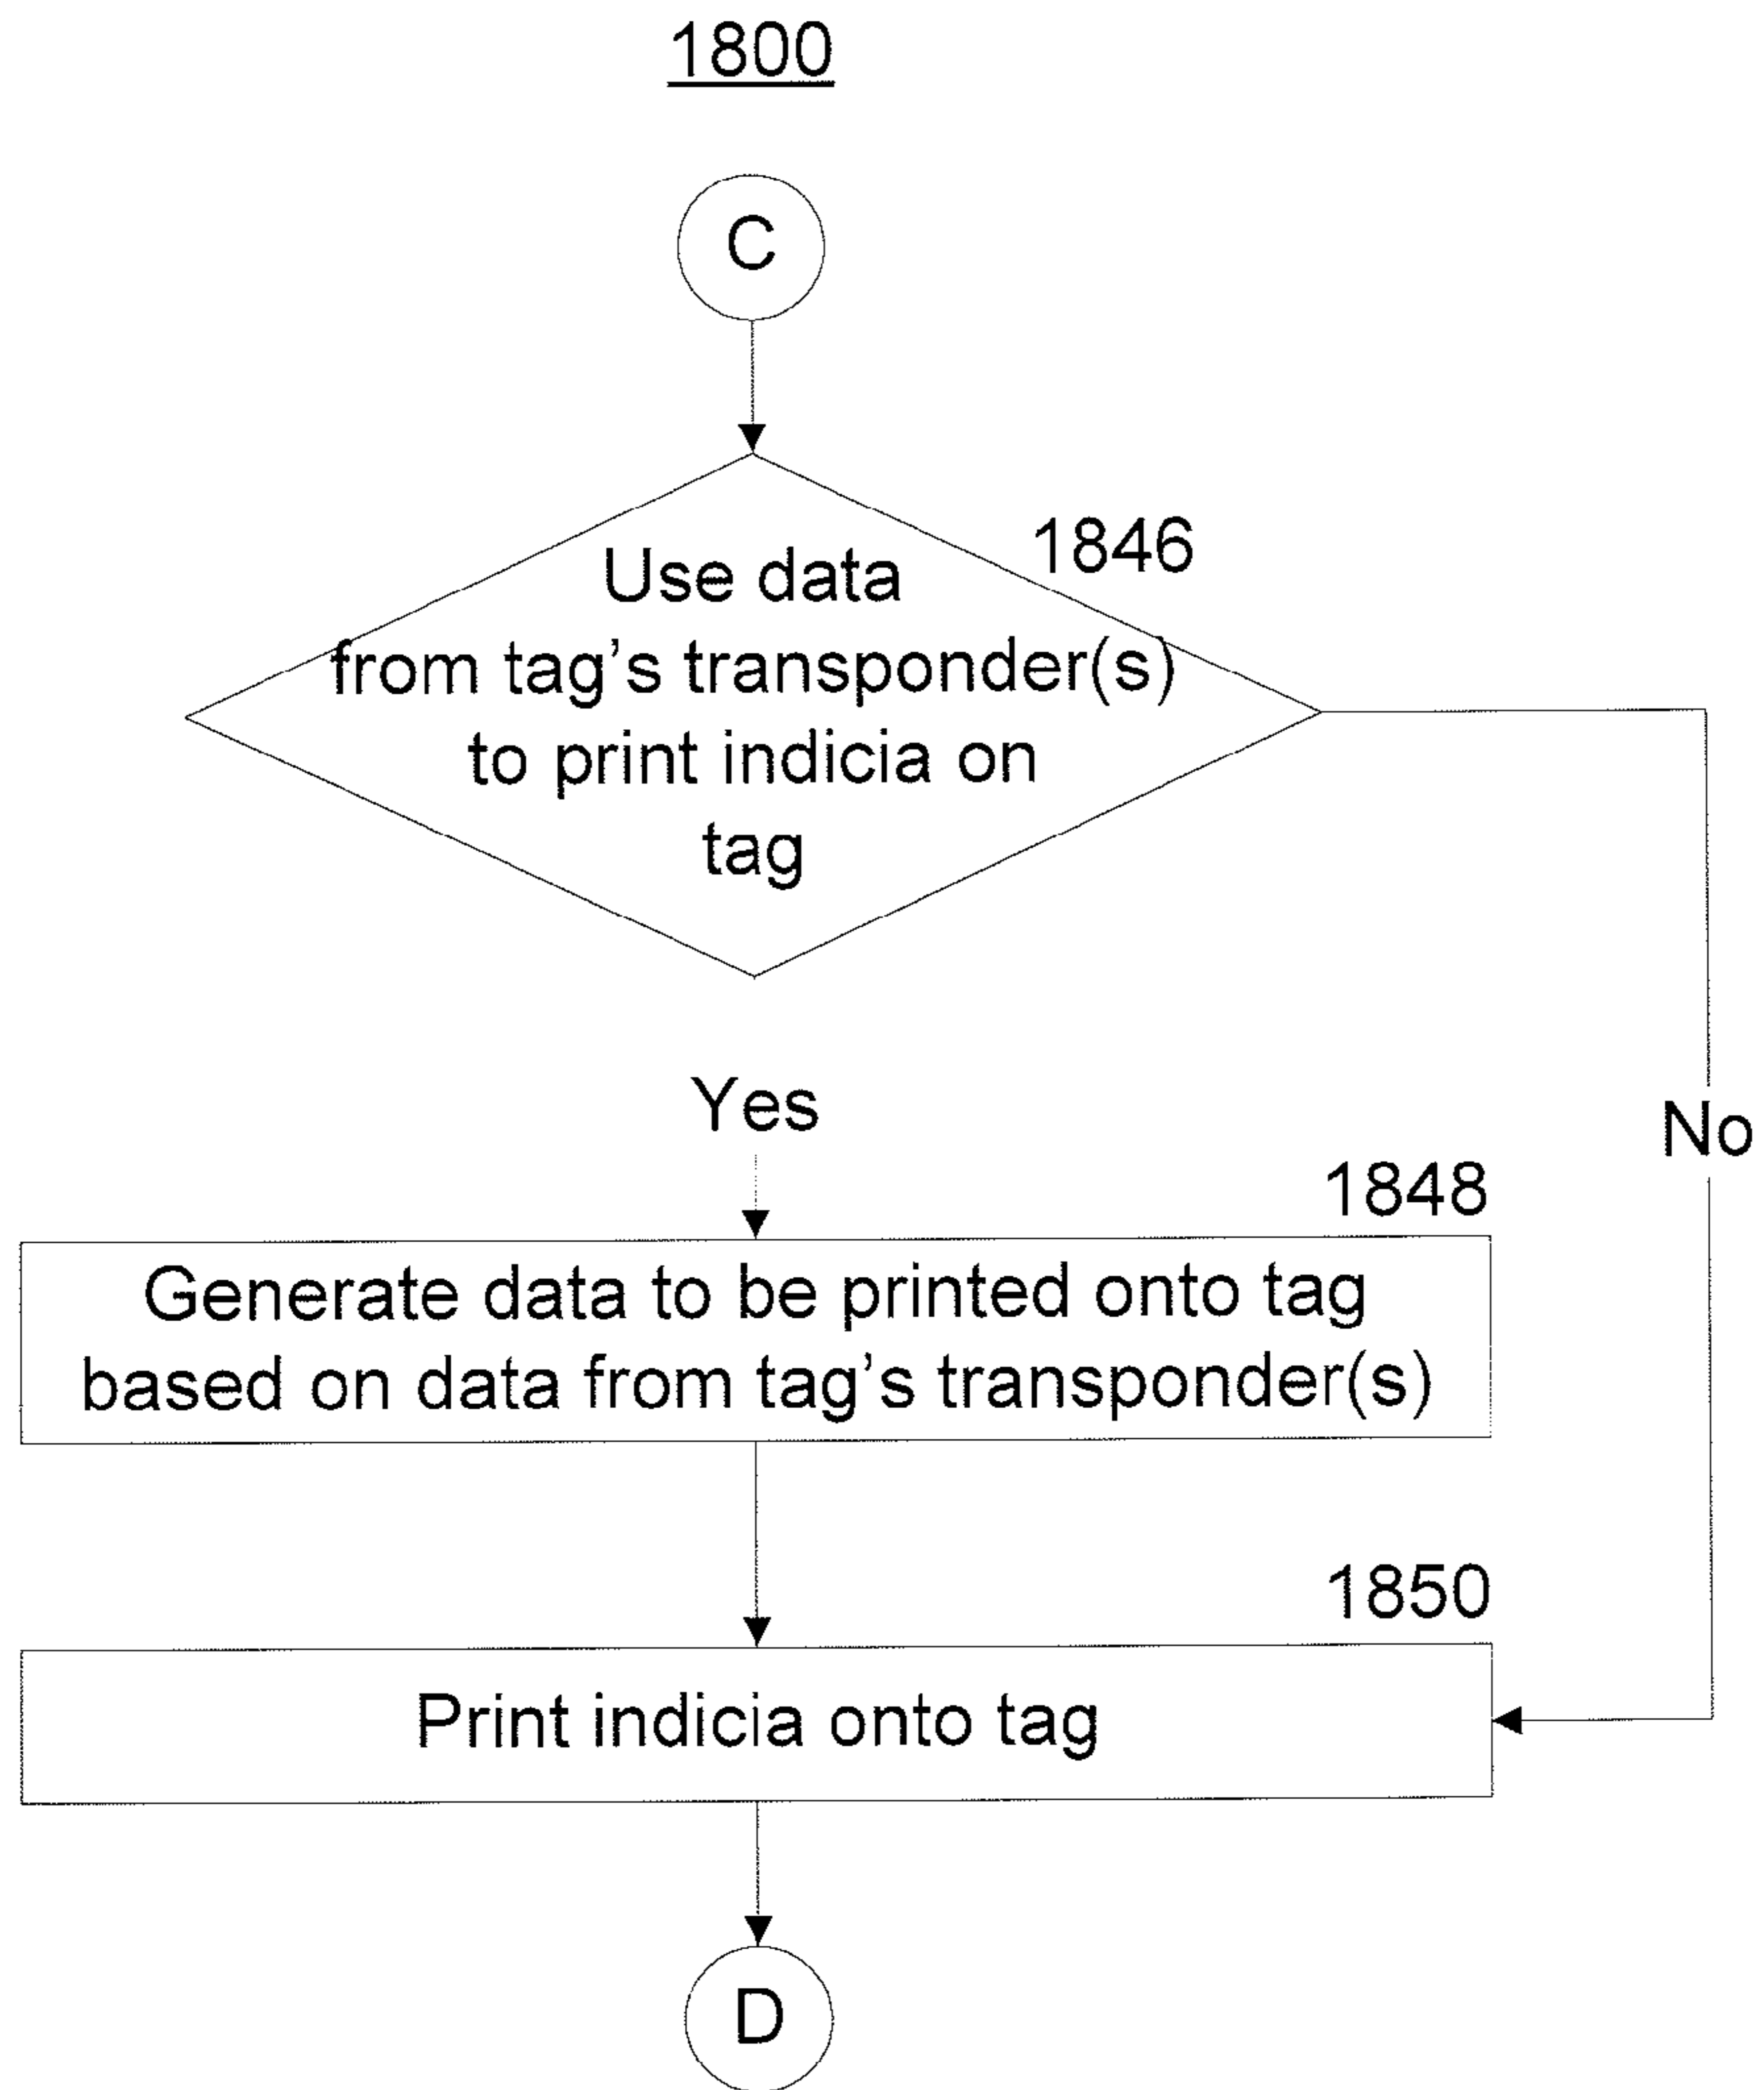 1800
C
1846
Use data
from tag's transponder(s)
to print indicia on
tag
Yes
No
1848
Generate data to be printed onto tag
based on data from tag's transponder(s)
1850
Print indicia onto tag
D